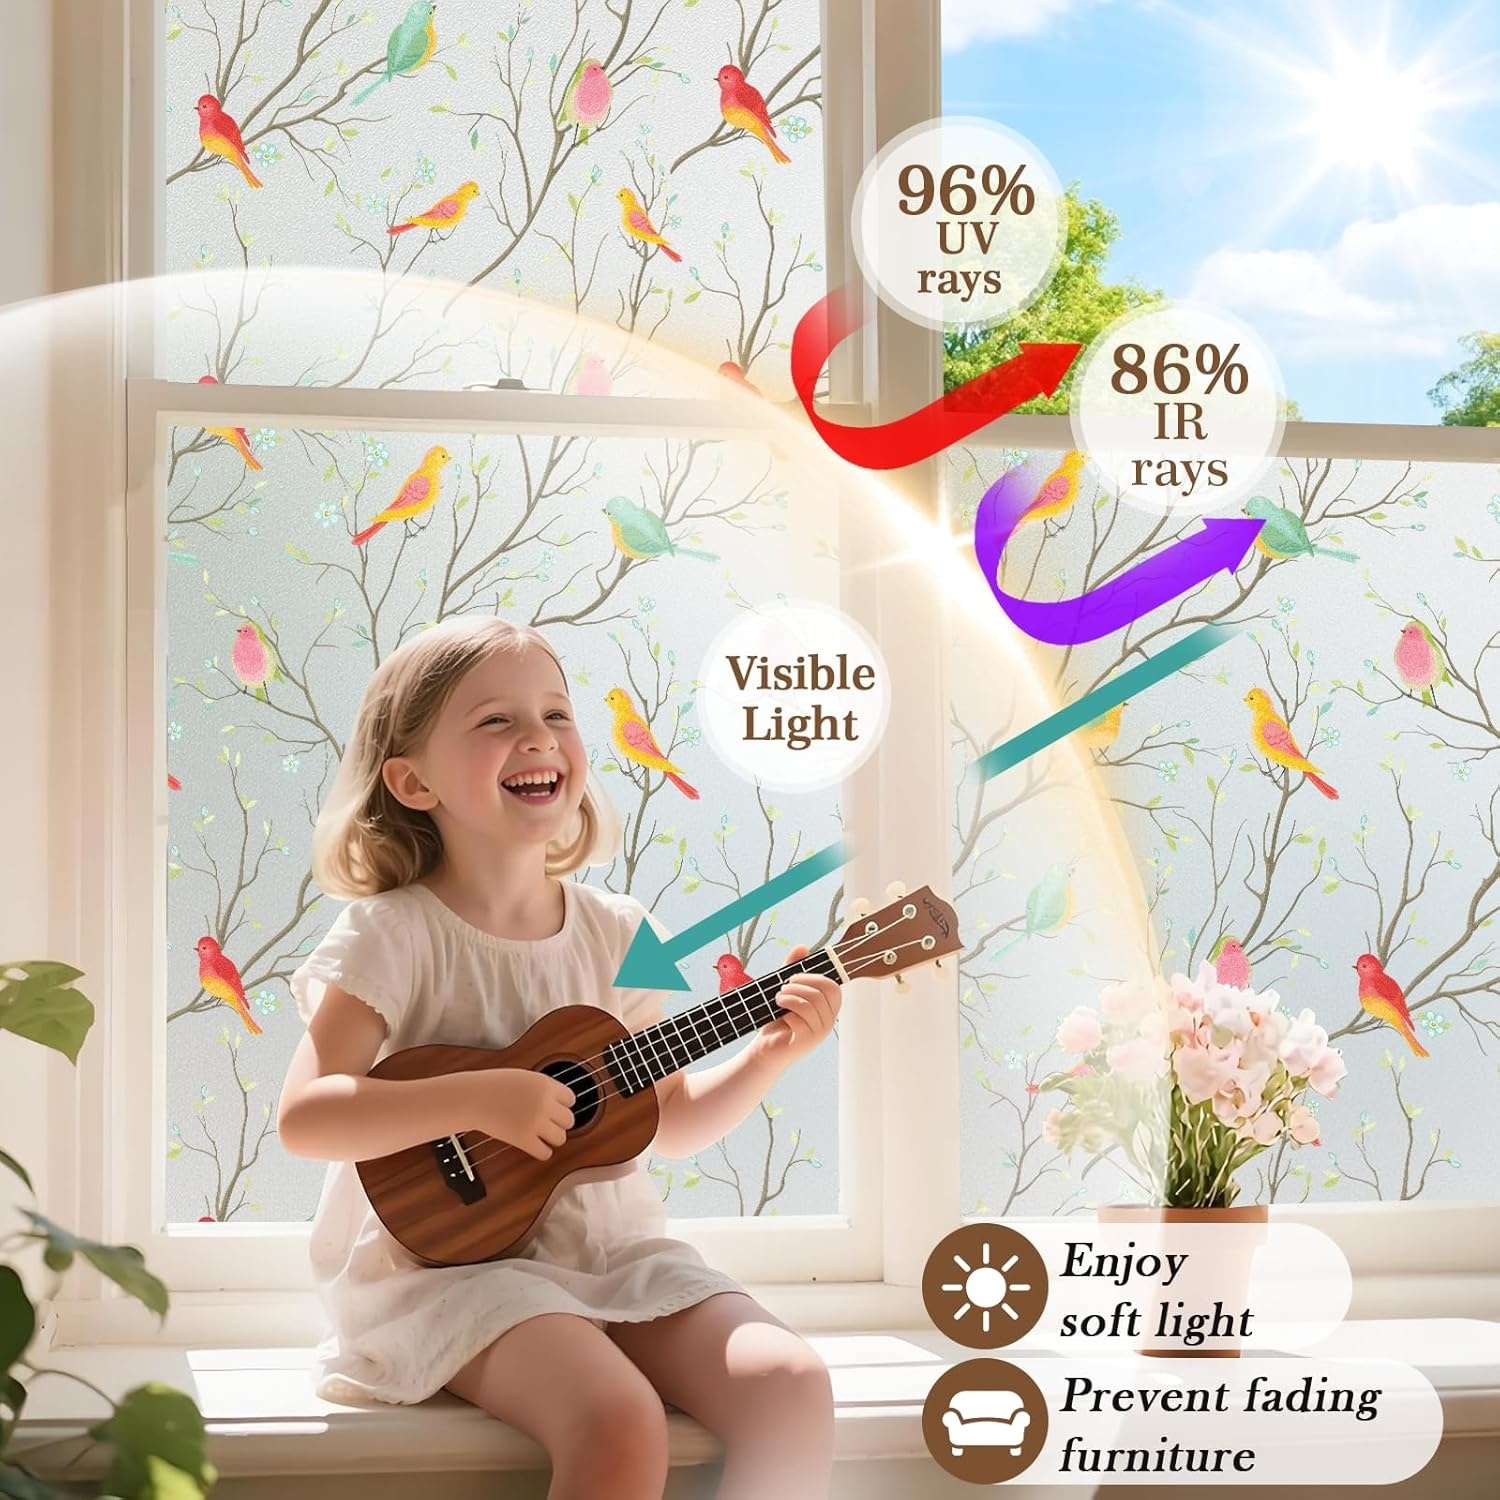 96%
UV
rays
86%
IR
rays
Visible
Light
Enjoy
soft light
Prevent fading
furniture